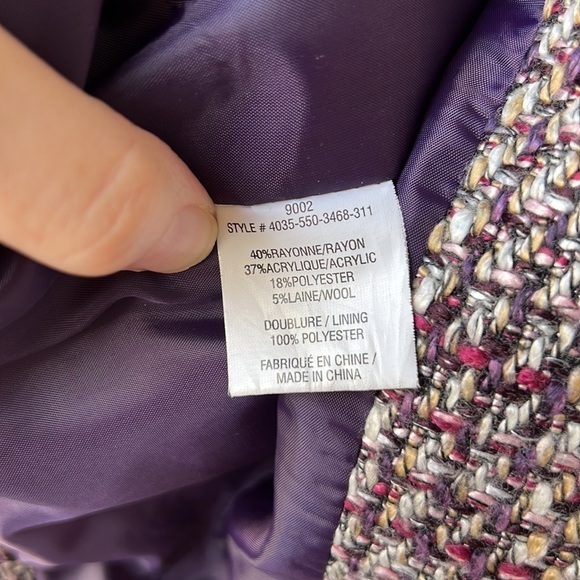 9002
STYLE # 4035-550-3468-311
40%RAYONNE/RAYON
37%ACRYLIQUE/ACRYLIC
18%POLYESTER
5%LAINE/WOOL
DOUBLURE / LINING
100% POLYESTER
FABRIQUÉ EN CHINE /
MADE IN CHINA